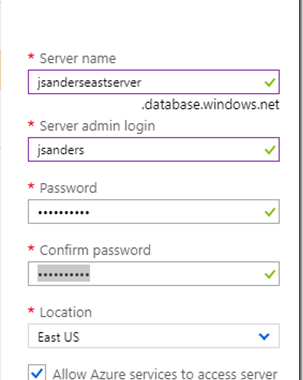 * Server name
jsanderseastserver
.database.windows.net
* Server admin login
jsanders
* Password
••••••••••
* Confirm password
••••••••••
* Location
East US
Allow Azure services to access server